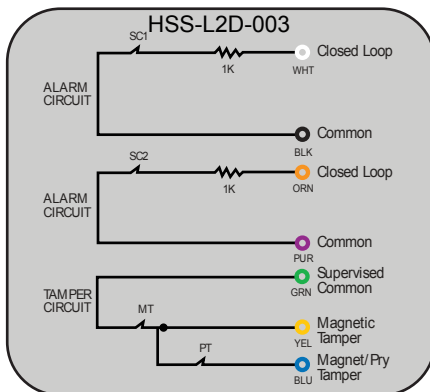 HSS-L2D-003
SC1
1K
Closed Loop
WHT
ALARM
CIRCUIT
Common
BLK
SC2
1K
Closed Loop
ORN
ALARM
CIRCUIT
Common
PUR
Supervised
Common
GRN
TAMPER
CIRCUIT
MT
Magnetic
Tamper
YEL
PT
Magnet/Pry
Tamper
BLU